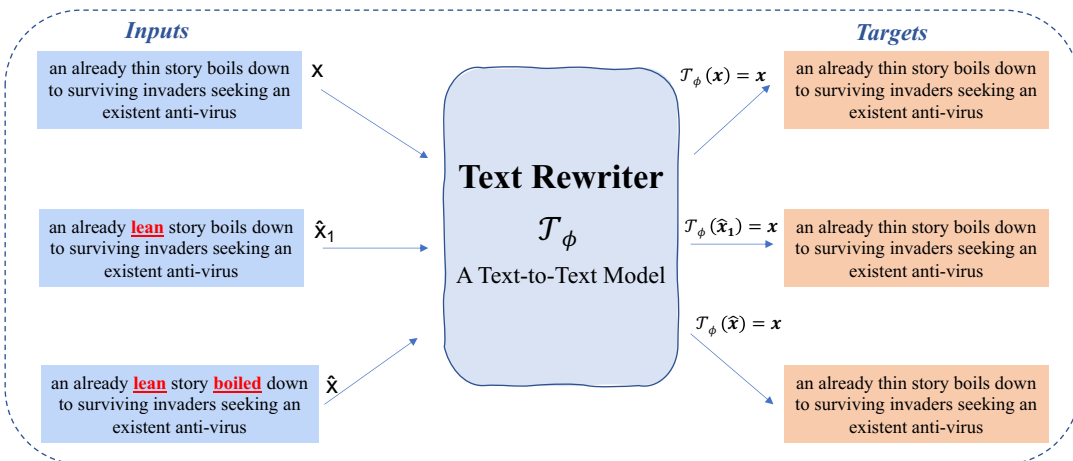 Inputs
an already thin story boils down
to surviving invaders seeking an
existent anti-virus
x
an already lean story boils down
to surviving invaders seeking an
existent anti-virus
x̂₁
an already lean story boiled down
to surviving invaders seeking an
existent anti-virus
x̂
Text Rewriter
𝒯ϕ
A Text-to-Text Model
𝒯ϕ(x) = x
𝒯ϕ(x̂₁) = x
𝒯ϕ(x̂) = x
Targets
an already thin story boils down
to surviving invaders seeking an
existent anti-virus
an already thin story boils down
to surviving invaders seeking an
existent anti-virus
an already thin story boils down
to surviving invaders seeking an
existent anti-virus